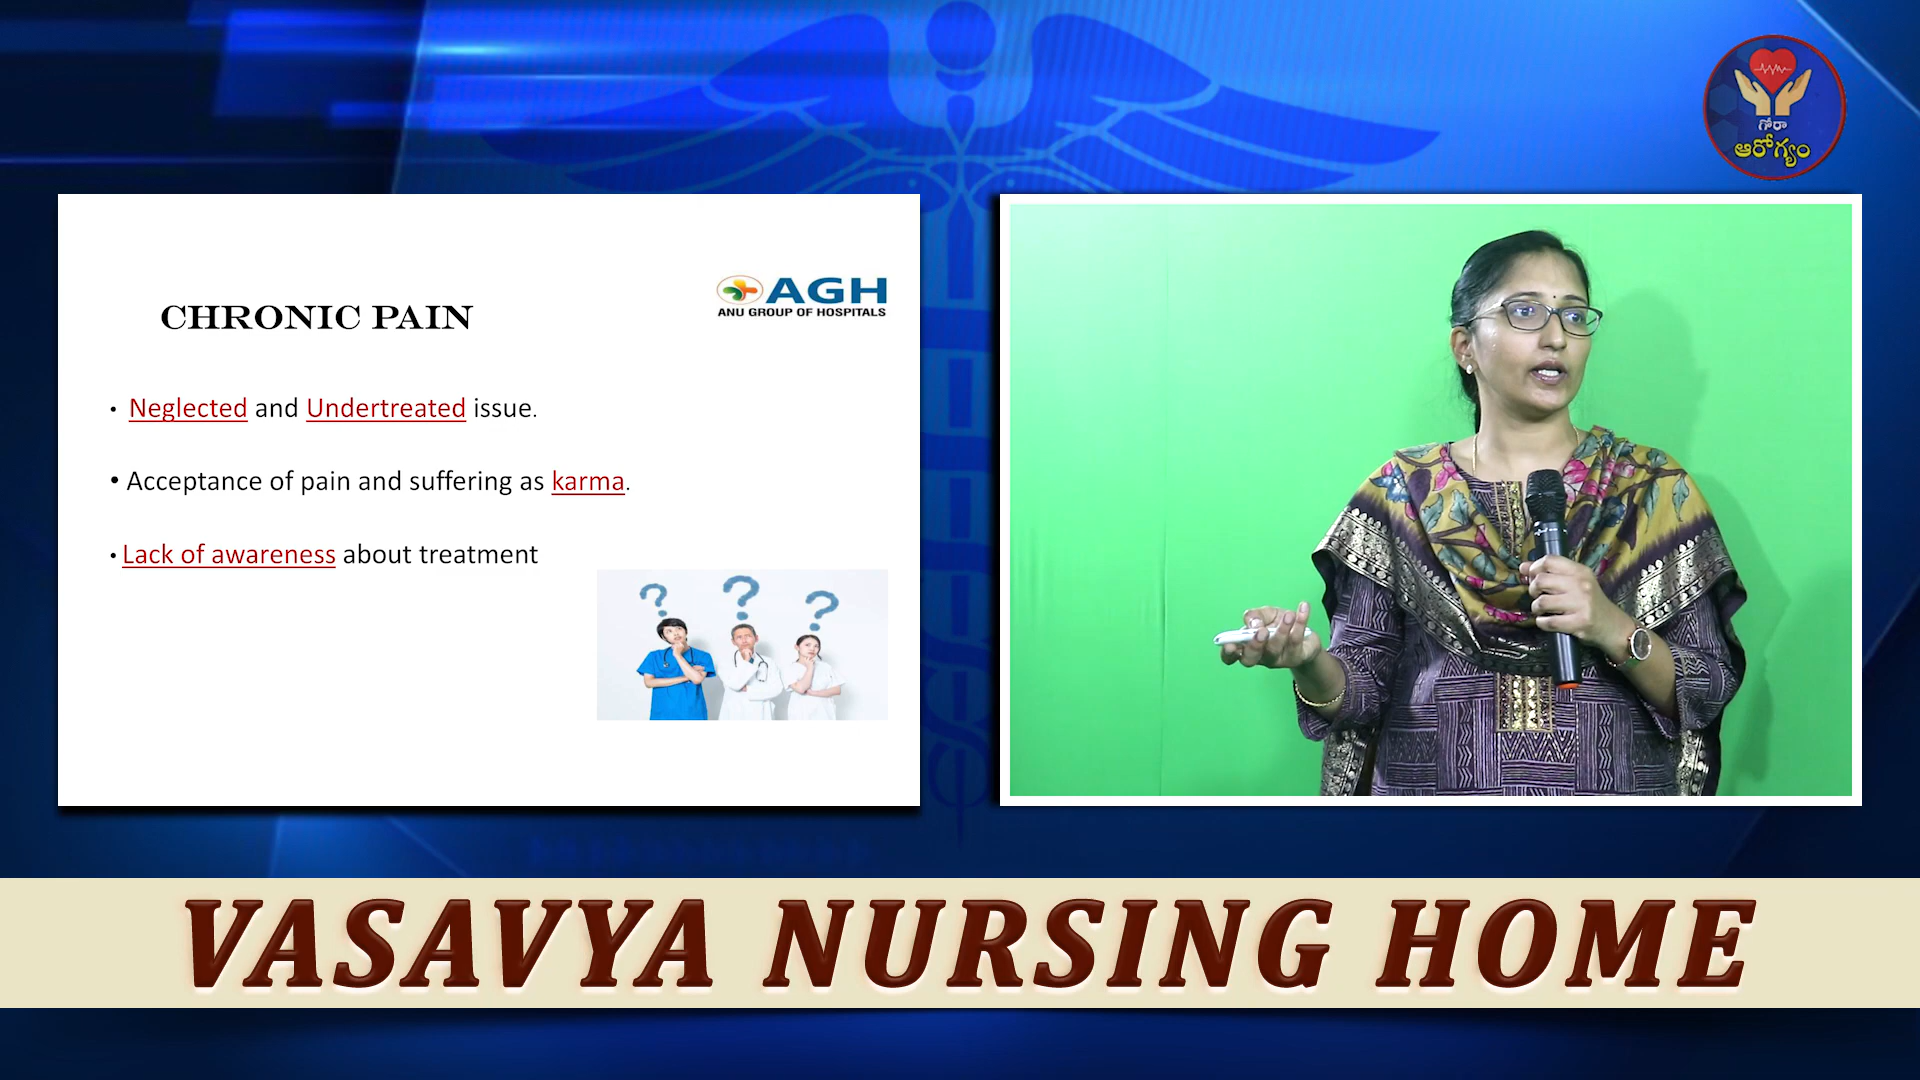 గోరా
ఆరోగ్యం
AGH
ANU GROUP OF HOSPITALS
CHRONIC PAIN
• Neglected and Undertreated issue.
• Acceptance of pain and suffering as karma.
• Lack of awareness about treatment
? ? ?
VASAVYA NURSING HOME